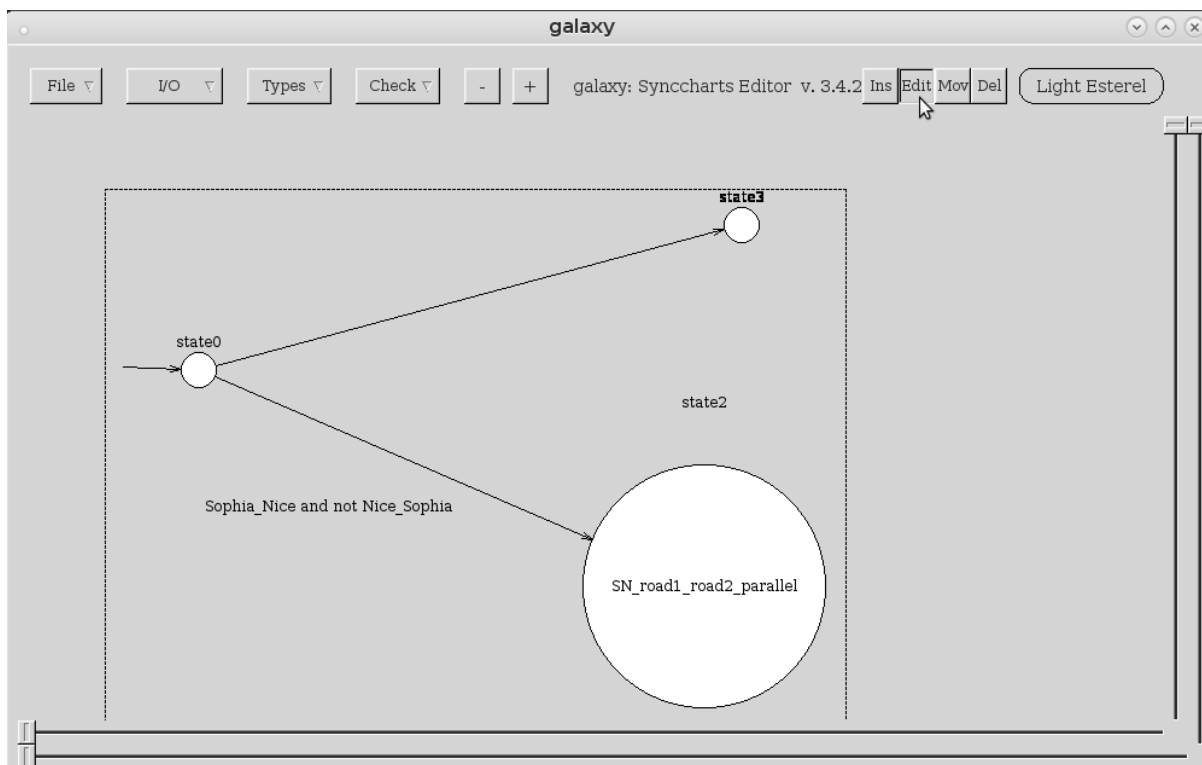 galaxy
File I/O Types Check - + galaxy: Synccharts Editor v. 3.4.2 Ins Edit Mov Del Light Esterel
state3
state0
state2
Sophia_Nice and not Nice_Sophia
SN_road1_road2_parallel